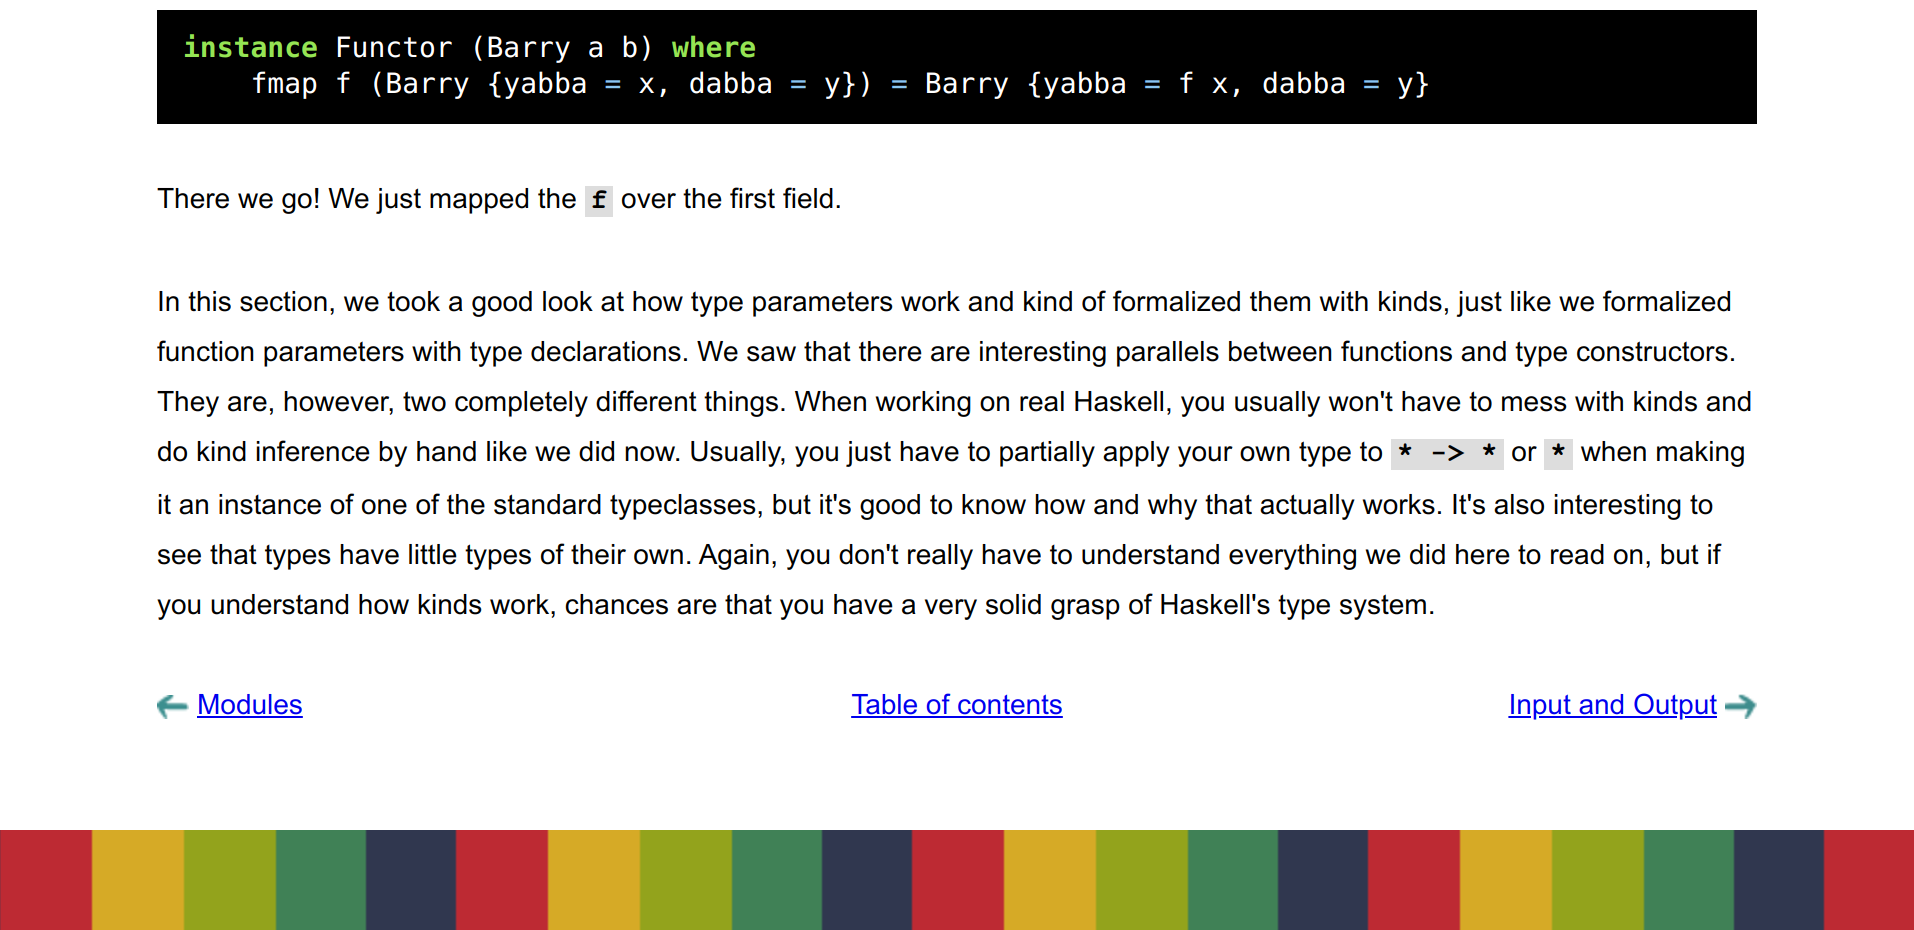 instance Functor (Barry a b) where
    fmap f (Barry {yabba = x, dabba = y}) = Barry {yabba = f x, dabba = y}
There we go! We just mapped the f over the first field.
In this section, we took a good look at how type parameters work and kind of formalized them with kinds, just like we formalized
function parameters with type declarations. We saw that there are interesting parallels between functions and type constructors.
They are, however, two completely different things. When working on real Haskell, you usually won't have to mess with kinds and
do kind inference by hand like we did now. Usually, you just have to partially apply your own type to * -> * or * when making
it an instance of one of the standard typeclasses, but it's good to know how and why that actually works. It's also interesting to
see that types have little types of their own. Again, you don't really have to understand everything we did here to read on, but if
you understand how kinds work, chances are that you have a very solid grasp of Haskell's type system.
Modules Table of contents Input and Output